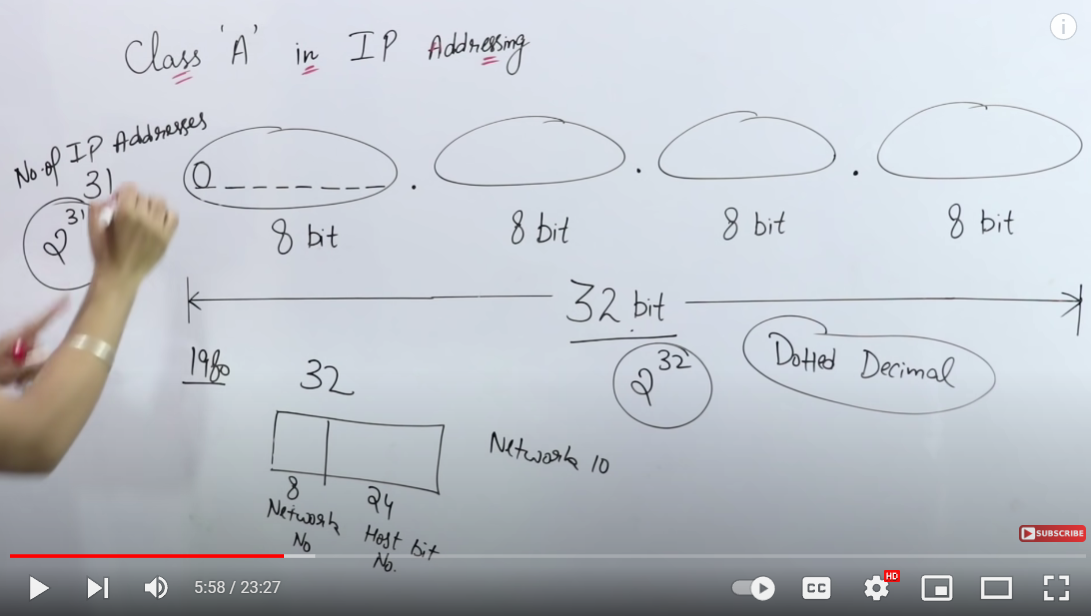 Class 'A' in IP Addressing
No. of IP Addresses
31
2^31
0 _ _ _ _ _ _ _ . . .
8 bit 8 bit 8 bit 8 bit
32 bit
2^32
Dotted Decimal
1980
32
8 24
Network No
Host bit No.
Network 10
SUBSCRIBE
5:58 / 23:27
CC
HD
i